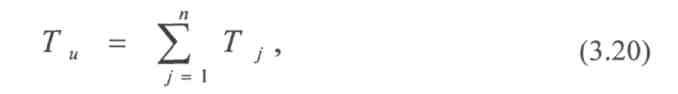 T_u = \sum_{j=1}^{n} T_j, (3.20)